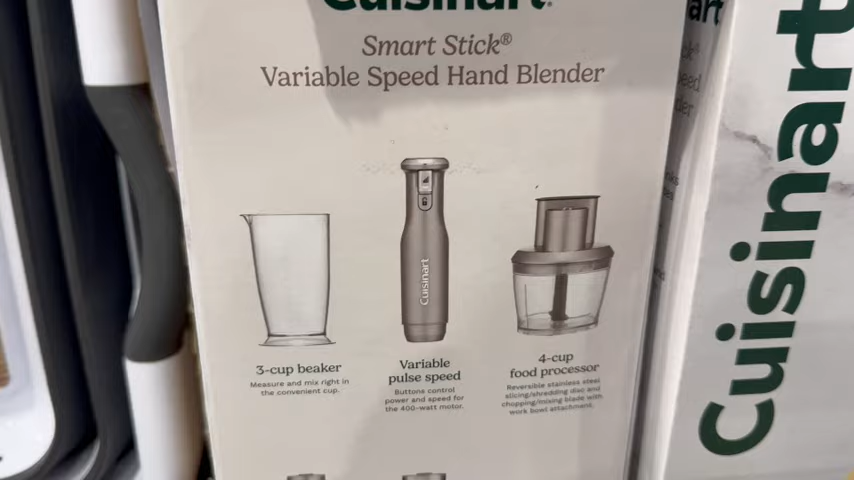 Cuisinart
Smart Stick®
Variable Speed Hand Blender
Cuisinart
3-cup beaker
Measure and mix right in
the convenient cup.
Variable
pulse speed
Buttons control
power and speed for
the 400-watt motor.
4-cup
food processor
Reversible stainless steel
slicing/shredding disc and
chopping/mixing blade with
work bowl attachment.
Cuisinart